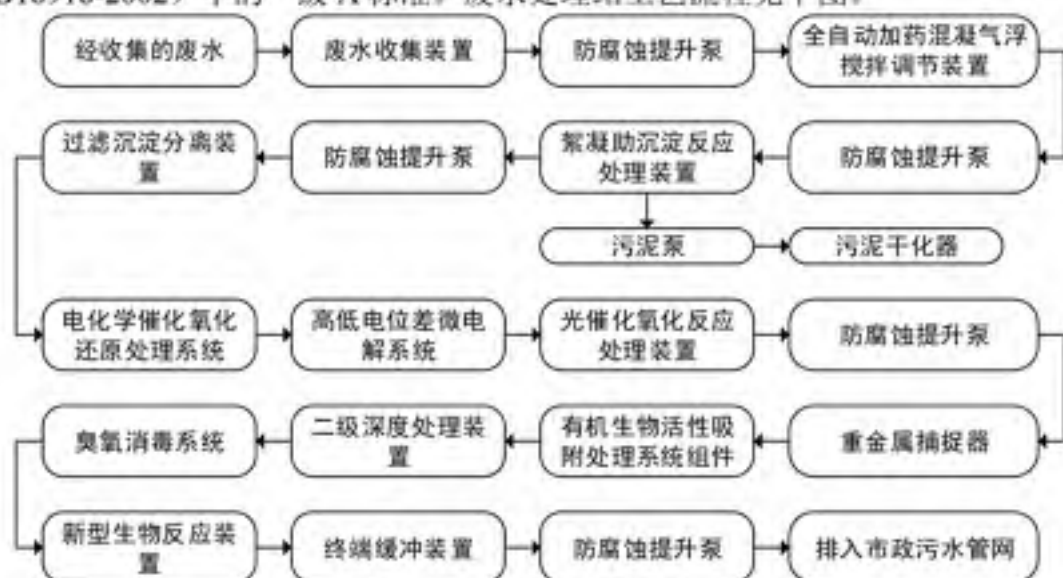 经收集的废水
废水收集装置
防腐蚀提升泵
全自动加药混凝气浮
搅拌调节装置
防腐蚀提升泵
絮凝助沉淀反应
处理装置
防腐蚀提升泵
过滤沉淀分离装
置
污泥泵
污泥干化器
电化学催化氧化
还原处理系统
高低电位差微电
解系统
光催化氧化反应
处理装置
防腐蚀提升泵
重金属捕捉器
有机生物活性吸
附处理系统组件
二级深度处理装
置
臭氧消毒系统
新型生物反应装
置
终端缓冲装置
防腐蚀提升泵
排入市政污水管网